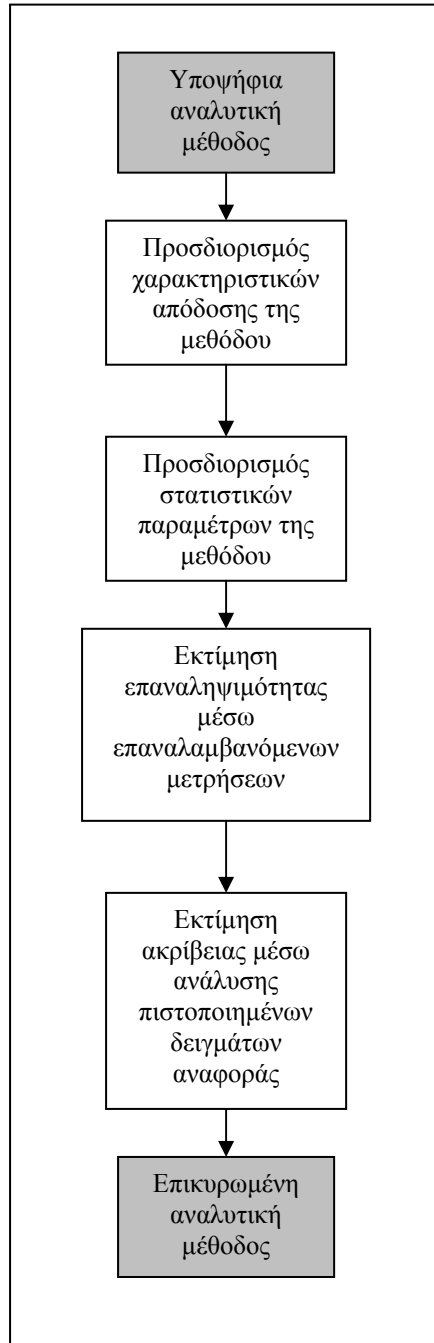 Υποψήφια
αναλυτική
μέθοδος
Προσδιορισμός
χαρακτηριστικών
απόδοσης της
μεθόδου
Προσδιορισμός
στατιστικών
παραμέτρων της
μεθόδου
Εκτίμηση
επαναληψιμότητας
μέσω
επαναλαμβανόμενων
μετρήσεων
Εκτίμηση
ακρίβειας μέσω
ανάλυσης
πιστοποιημένων
δειγμάτων
αναφοράς
Επικυρωμένη
αναλυτική
μέθοδος